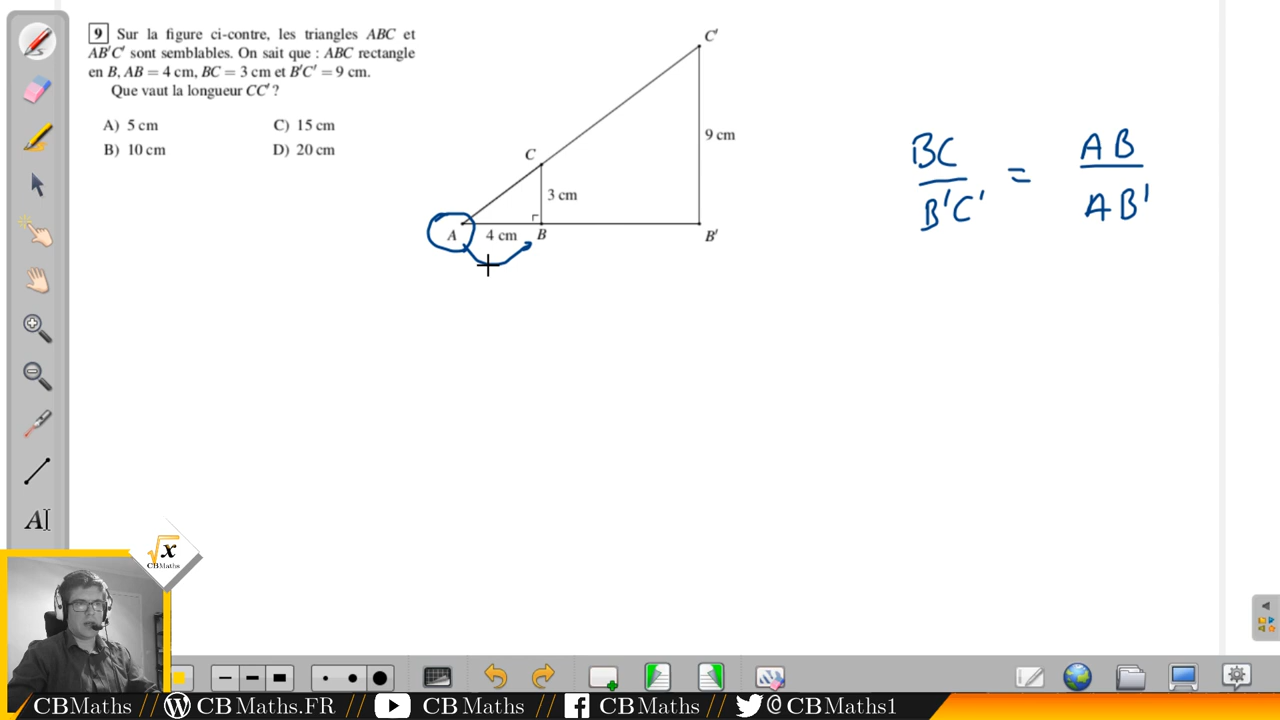 9 Sur la figure ci-contre, les triangles ABC et
AB'C' sont semblables. On sait que : ABC rectangle
en B, AB = 4 cm, BC = 3 cm et B'C' = 9 cm.
Que vaut la longueur CC' ?
A) 5 cm
C) 15 cm
B) 10 cm
D) 20 cm
C'
C
9 cm
3 cm
A
4 cm
B
B'
BC
B'C'
=
AB
AB'
A
√x
CBMaths
CBMaths // CBMaths.FR // CBMaths // CBMaths // @CBMaths1